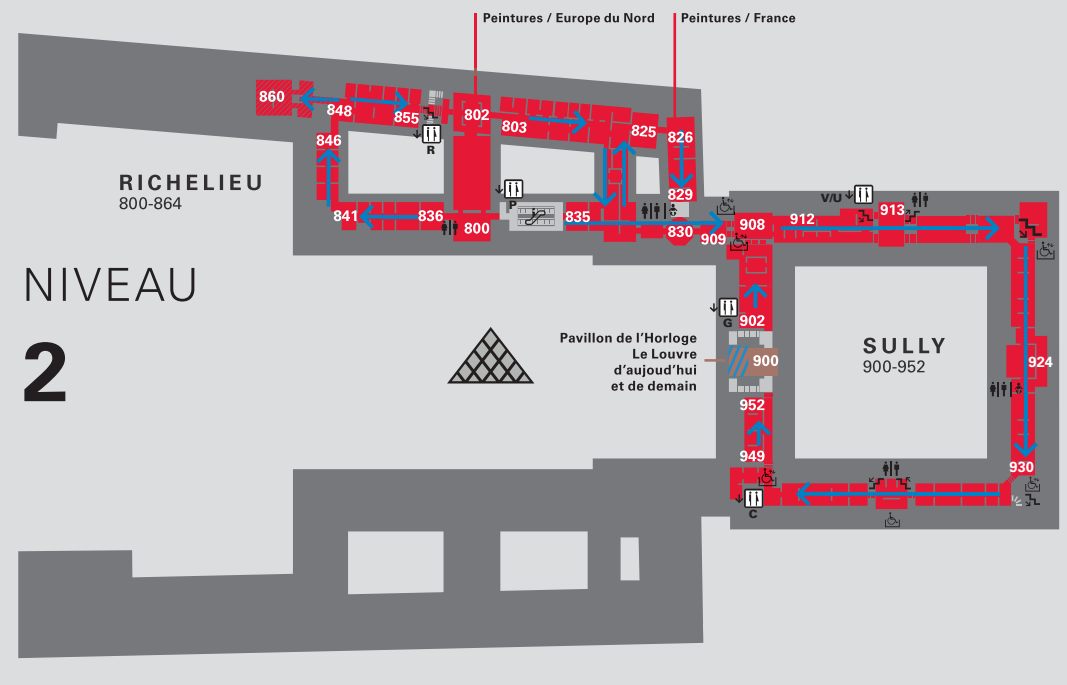 Peintures / Europe du Nord
Peintures / France
860
848
855
802
803
825
826
846
R
829
RICHELIEU
800-864
P
841
836
800
835
830
909
908
912
V/U
913
NIVEAU
2
902
G
Pavillon de l'Horloge
Le Louvre
d'aujoud'hui
et de demain
900
SULLY
900-952
924
952
949
930
C